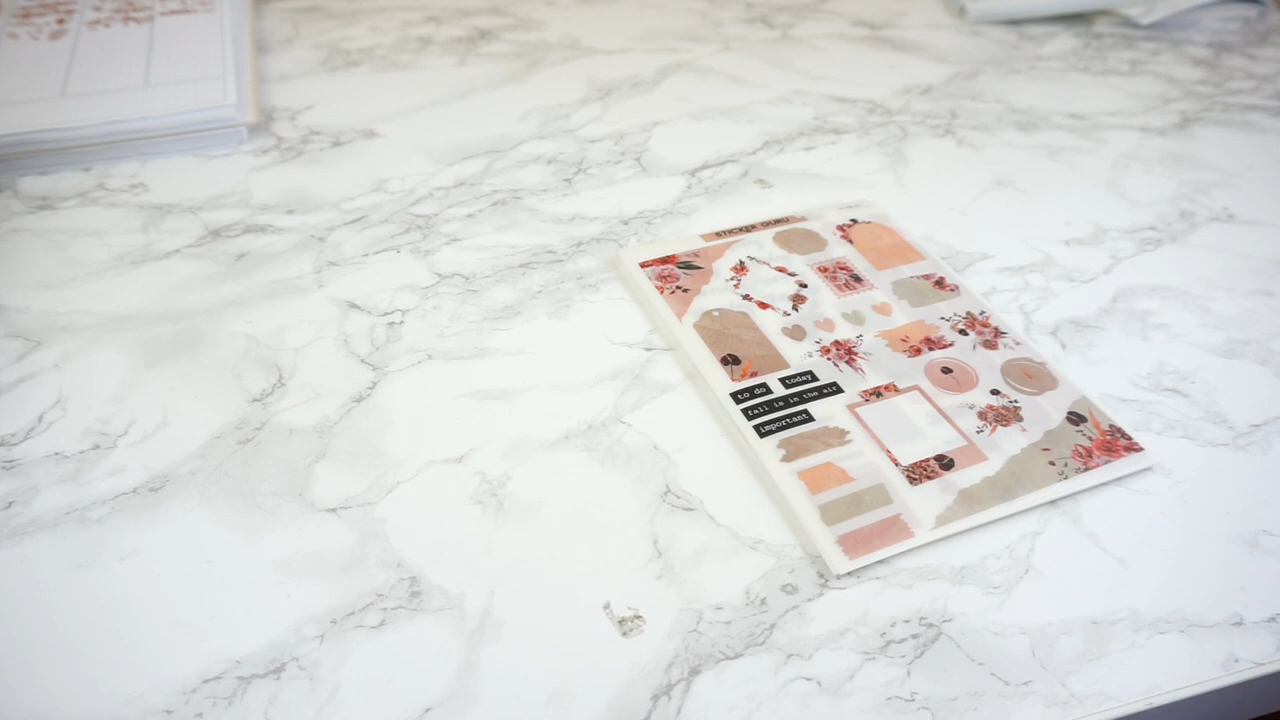 STICKER GURU
to do
today
fall is in the air
important